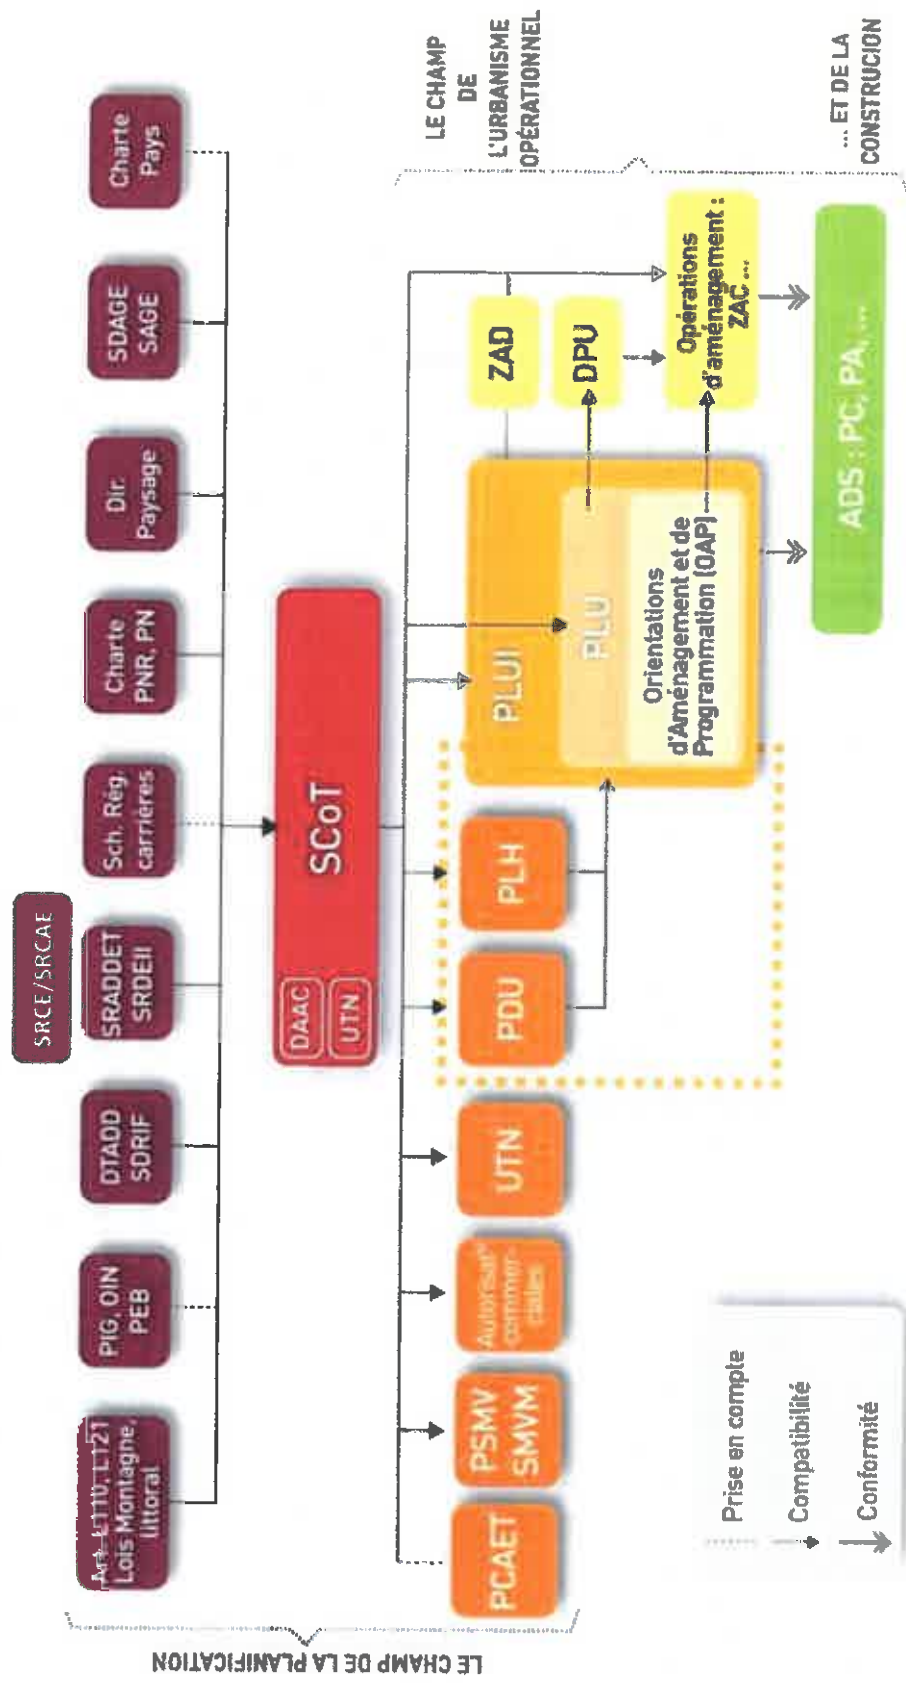 SRCE/SRCAE
Art. L110, L121
Lois Montagne,
littoral
PIG, OIN
PEB
DTADD
SDRIF
SRADDET
SRDEII
Sch. Rég.
carrières
Charte
PNR, PN
Dir.
Paysage
SDAGE
SAGE
Charte
Pays
LE CHAMP DE LA PLANIFICATION
DAAC
UTN
SCoT
PCAET
PSMV
SMVM
Autorisat°
commer-
ciales
UTN
PDU
PLH
PLUI
PLU
Orientations
d'Aménagement et de
Programmation (OAP)
ZAD
DPU
Opérations
d'aménagement :
ZAC ...
LE CHAMP
DE
L'URBANISME
OPÉRATIONNEL
ADS : PC, PA, ...
... ET DE LA
CONSTRUCION
Prise en compte
Compatibilité
Conformité